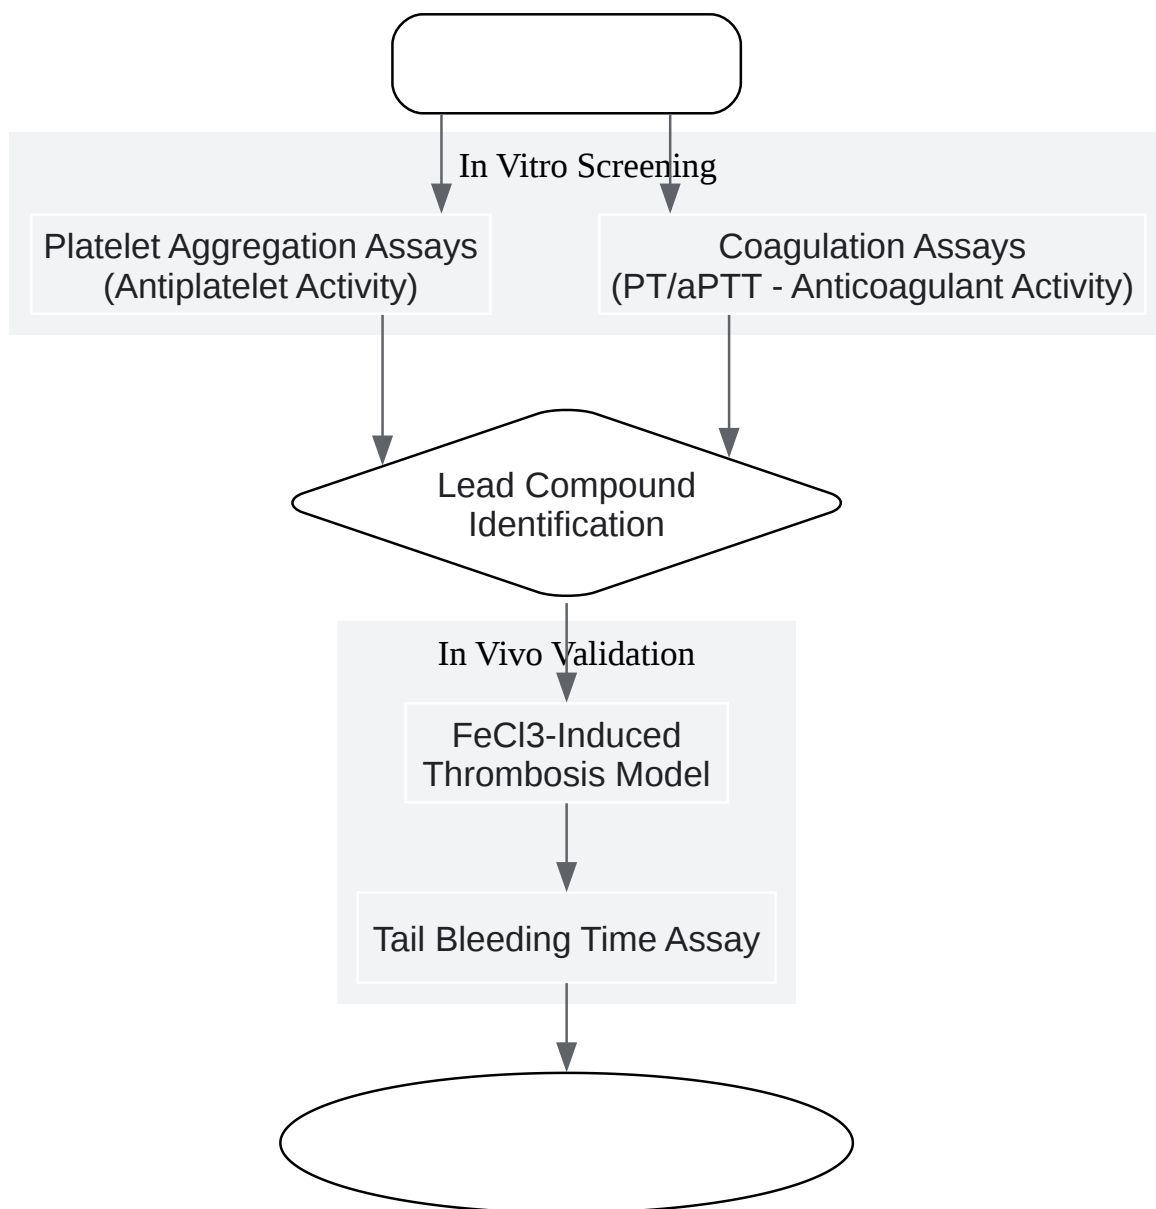 In Vitro Screening
Platelet Aggregation Assays
(Antiplatelet Activity)
Coagulation Assays
(PT/aPTT - Anticoagulant Activity)
Lead Compound
Identification
In Vivo Validation
FeCl3-Induced
Thrombosis Model
Tail Bleeding Time Assay